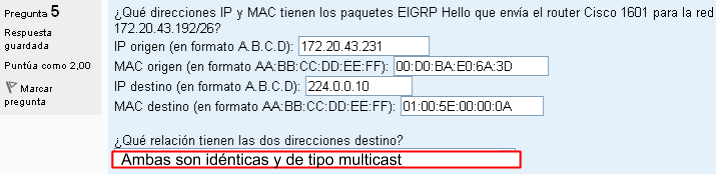 Pregunta 5
Respuesta
guardada
Puntúa como 2,00
Marcar
pregunta
¿Qué direcciones IP y MAC tienen los paquetes EIGRP Hello que envía el router Cisco 1601 para la red
172.20.43.192/26?
IP origen (en formato A.B.C.D): 172.20.43.231
MAC origen (en formato AA:BB:CC:DD:EE:FF): 00:D0:BA:E0:6A:3D
IP destino (en formato A.B.C.D): 224.0.0.10
MAC destino (en formato AA:BB:CC:DD:EE:FF): 01:00:5E:00:00:0A
¿Qué relación tienen las dos direcciones destino?
Ambas son idénticas y de tipo multicast